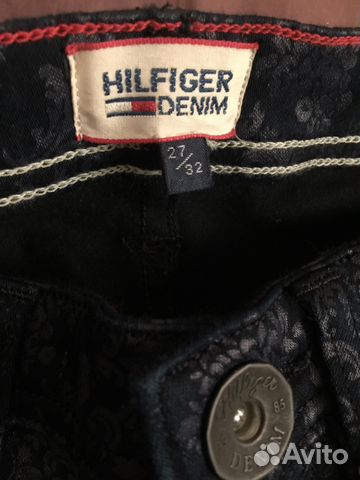 HILFIGER
DENIM
27/32
Hilfiger
85
DENIM
Avito